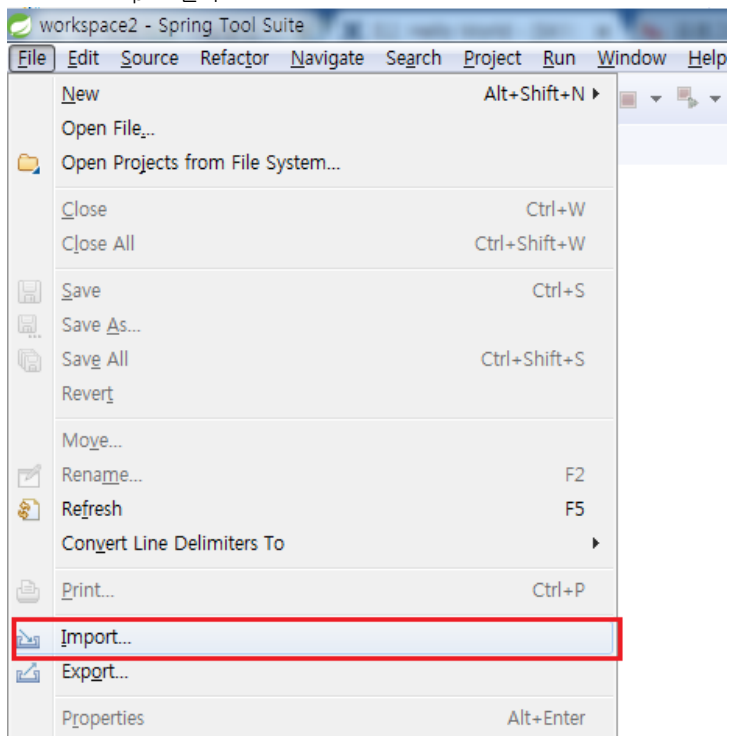 workspace2 - Spring Tool Suite
File Edit Source Refactor Navigate Search Project Run Window Help
New Alt+Shift+N
Open File...
Open Projects from File System...
Close Ctrl+W
Close All Ctrl+Shift+W
Save Ctrl+S
Save As...
Save All Ctrl+Shift+S
Revert
Move...
Rename... F2
Refresh F5
Convert Line Delimiters To
Print... Ctrl+P
Import...
Export...
Properties Alt+Enter